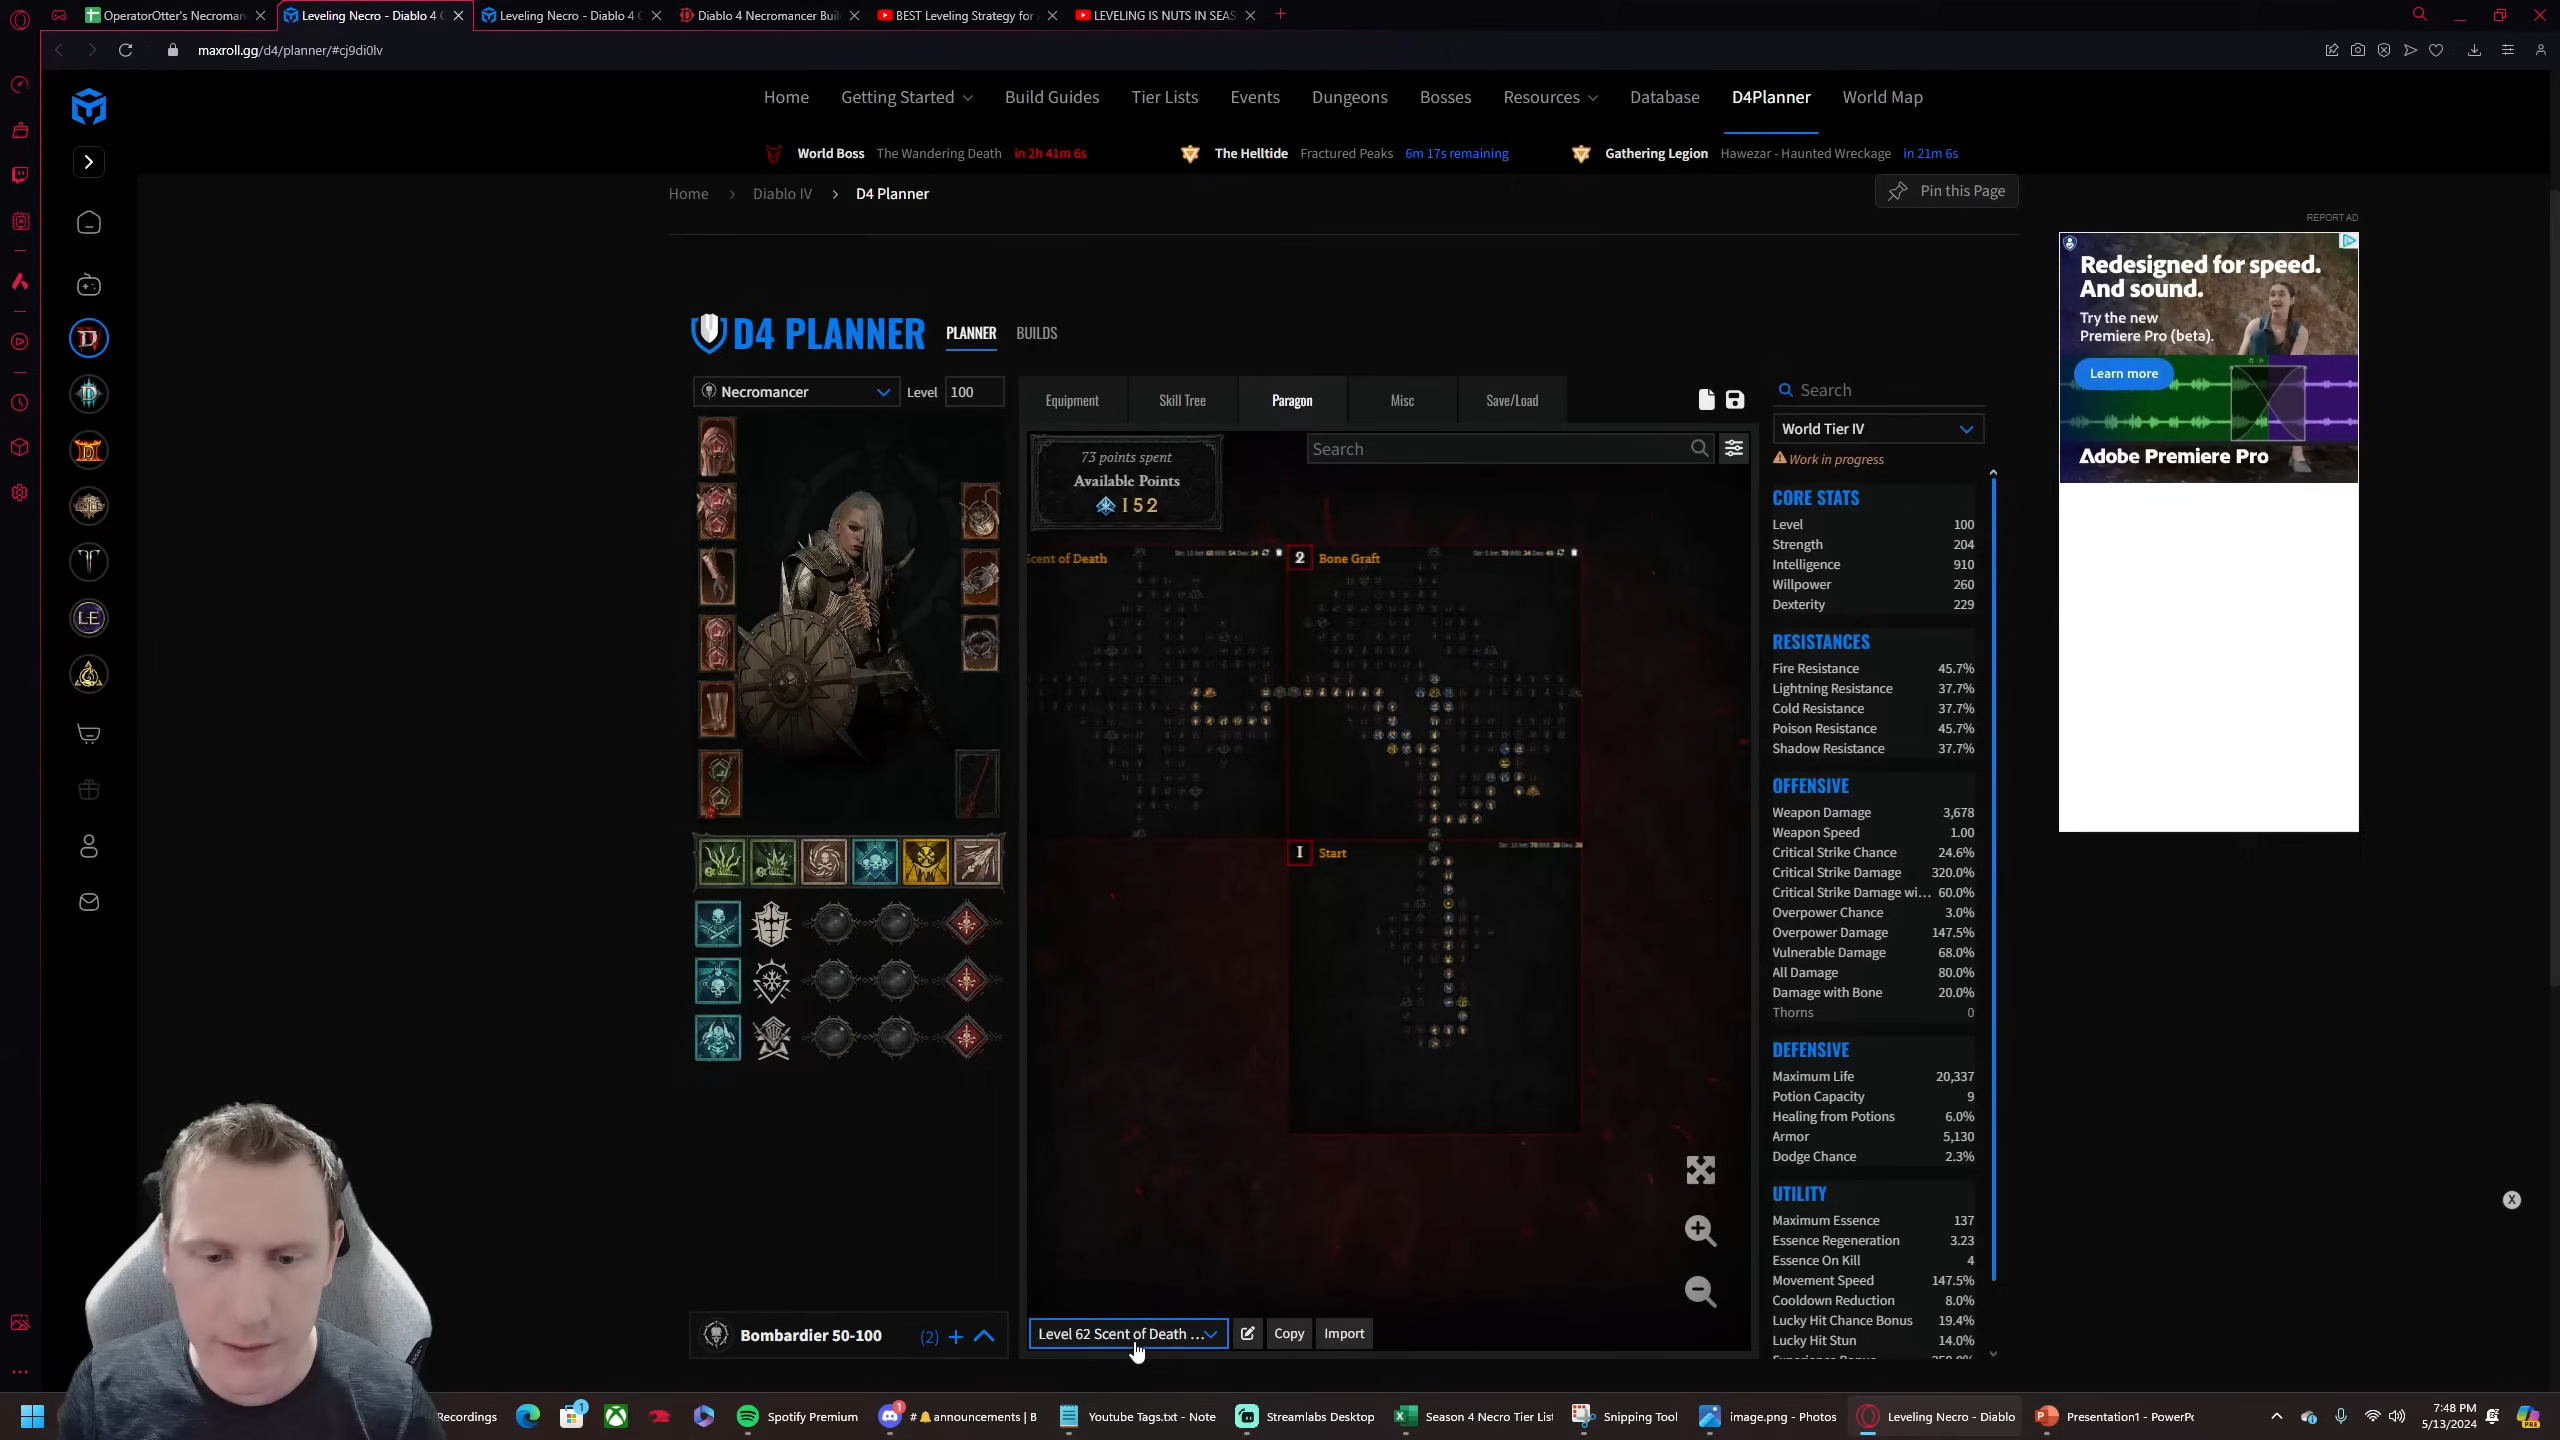 OperatorOtter's Necroman
Leveling Necro - Diablo 4 C
Leveling Necro - Diablo 4 C
Diablo 4 Necromancer Buil
BEST Leveling Strategy for
LEVELING IS NUTS IN SEAS
maxroll.gg/d4/planner/#cj9di0lv
Home
Getting Started
Build Guides
Tier Lists
Events
Dungeons
Bosses
Resources
Database
D4Planner
World Map
World Boss The Wandering Death in 2h 41m 6s
The Helltide Fractured Peaks 6m 17s remaining
Gathering Legion Hawezar - Haunted Wreckage in 21m 6s
Home > Diablo IV > D4 Planner
Pin this Page
REPORT AD
Redesigned for speed.
And sound.
Try the new
Premiere Pro (beta).
Learn more
Adobe Premiere Pro
D4 PLANNER
PLANNER
BUILDS
Necromancer
Level 100
Equipment
Skill Tree
Paragon
Misc
Save/Load
Search
World Tier IV
Work in progress
73 points spent
Available Points
152
Search
Scent of Death
2 Bone Graft
1 Start
CORE STATS
Level 100
Strength 204
Intelligence 910
Willpower 260
Dexterity 229
RESISTANCES
Fire Resistance 45.7%
Lightning Resistance 37.7%
Cold Resistance 37.7%
Poison Resistance 45.7%
Shadow Resistance 37.7%
OFFENSIVE
Weapon Damage 3,678
Weapon Speed 1.00
Critical Strike Chance 24.6%
Critical Strike Damage 320.0%
Critical Strike Damage wi... 60.0%
Overpower Chance 3.0%
Overpower Damage 147.5%
Vulnerable Damage 68.0%
All Damage 80.0%
Damage with Bone 20.0%
Thorns 0
DEFENSIVE
Maximum Life 20,337
Potion Capacity 9
Healing from Potions 6.0%
Armor 5,130
Dodge Chance 2.3%
UTILITY
Maximum Essence 137
Essence Regeneration 3.23
Essence On Kill 4
Movement Speed 147.5%
Cooldown Reduction 8.0%
Lucky Hit Chance Bonus 19.4%
Lucky Hit Stun 14.0%
Bombardier 50-100 (2) +
Level 62 Scent of Death ...
Copy
Import
X
Recordings
Spotify Premium
# announcements | B
Youtube Tags.txt - Note
Streamlabs Desktop
Season 4 Necro Tier List
Snipping Tool
image.png - Photos
Leveling Necro - Diablo
Presentation1 - PowerPo
7:48 PM
5/13/2024